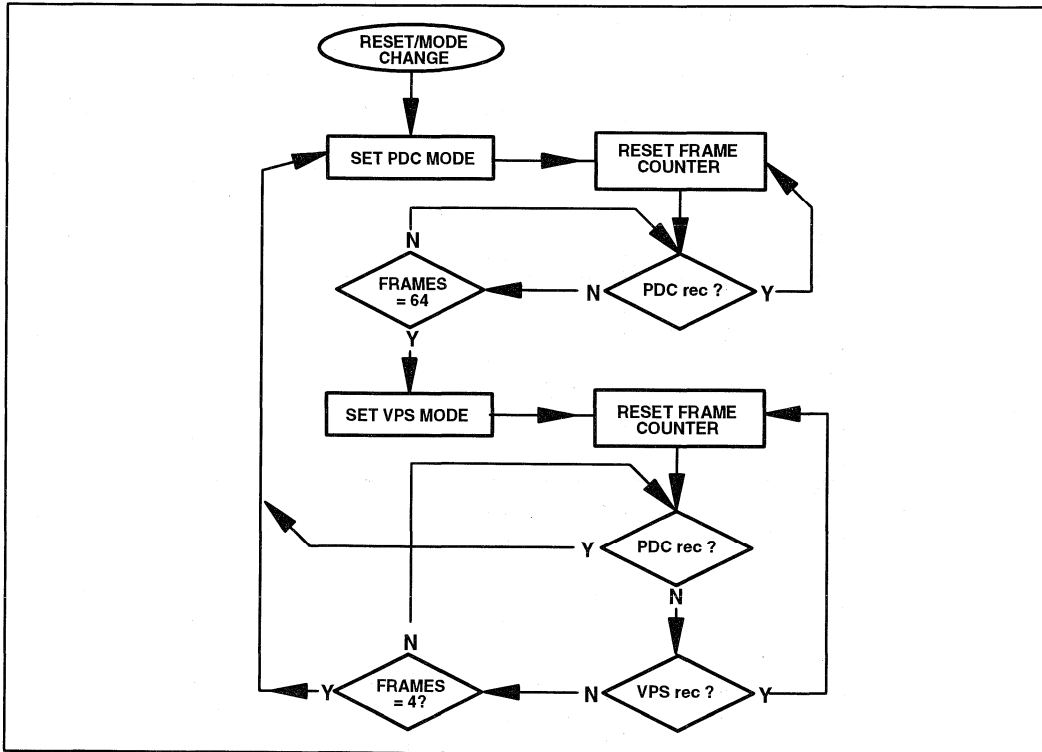 RESET/MODE
CHANGE
SET PDC MODE
RESET FRAME
COUNTER
N
FRAMES
= 64
N
PDC rec ?
Y
Y
SET VPS MODE
RESET FRAME
COUNTER
Y
PDC rec ?
N
N
Y
FRAMES
= 4?
N
VPS rec ?
Y